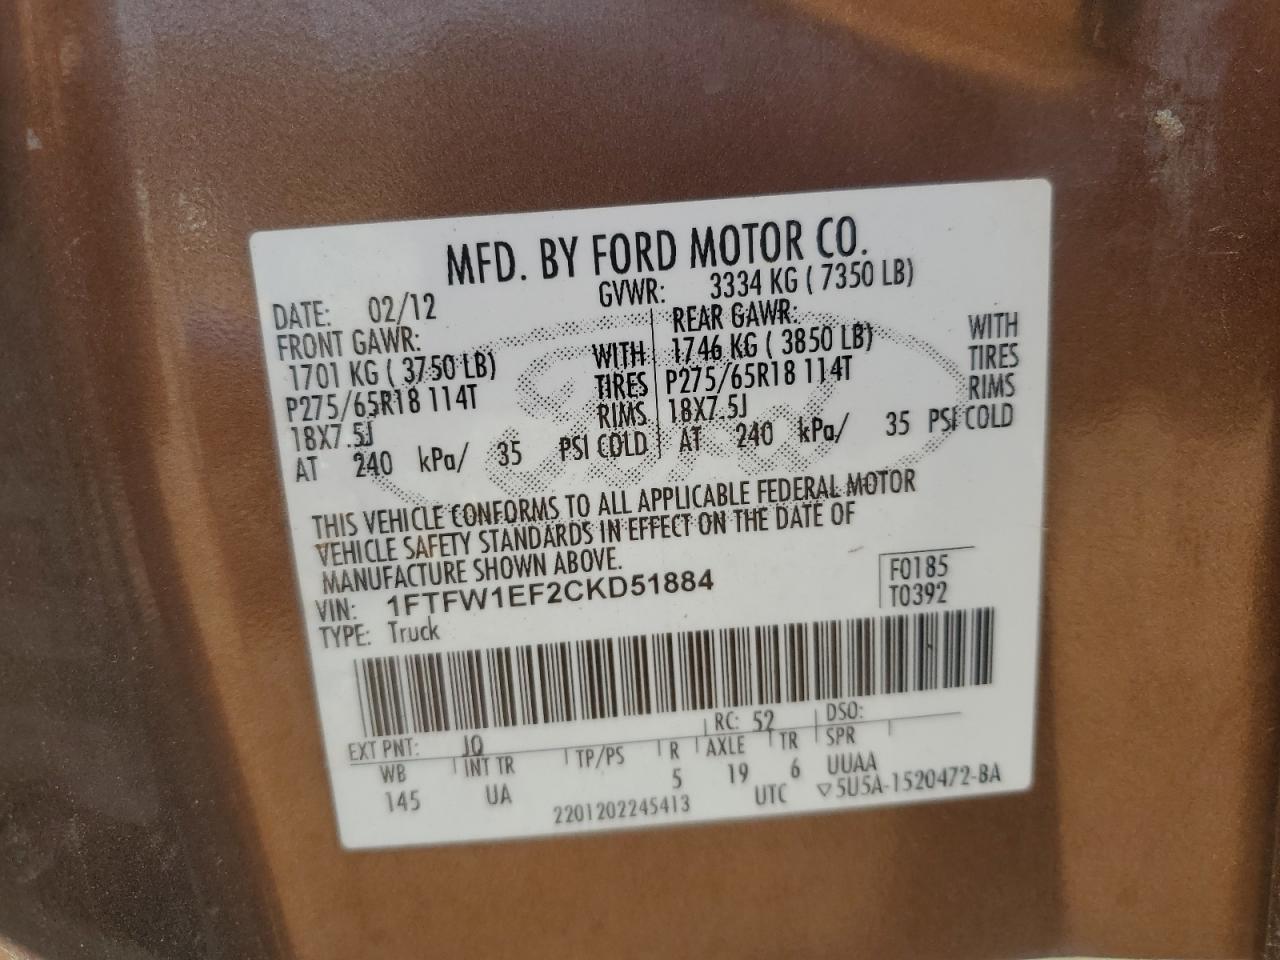 MFD. BY FORD MOTOR CO.
DATE: 02/12 GVWR: 3334 KG ( 7350 LB)
FRONT GAWR: REAR GAWR:
1701 KG ( 3750 LB) WITH 1746 KG ( 3850 LB) WITH
P275/65R18 114T TIRES P275/65R18 114T TIRES
18X7.5J RIMS 18X7.5J RIMS
AT 240 kPa/ 35 PSI COLD AT 240 kPa/ 35 PSI COLD
THIS VEHICLE CONFORMS TO ALL APPLICABLE FEDERAL MOTOR
VEHICLE SAFETY STANDARDS IN EFFECT ON THE DATE OF
MANUFACTURE SHOWN ABOVE.
VIN: 1FTFW1EF2CKD51884 F0185
TYPE: Truck T0392
EXT PNT: JQ RC: 52 DSO:
WB INT TR TP/PS R AXLE TR SPR
145 UA 5 19 6 UUAA
2201202245413 UTC ▽5U5A-1520472-BA